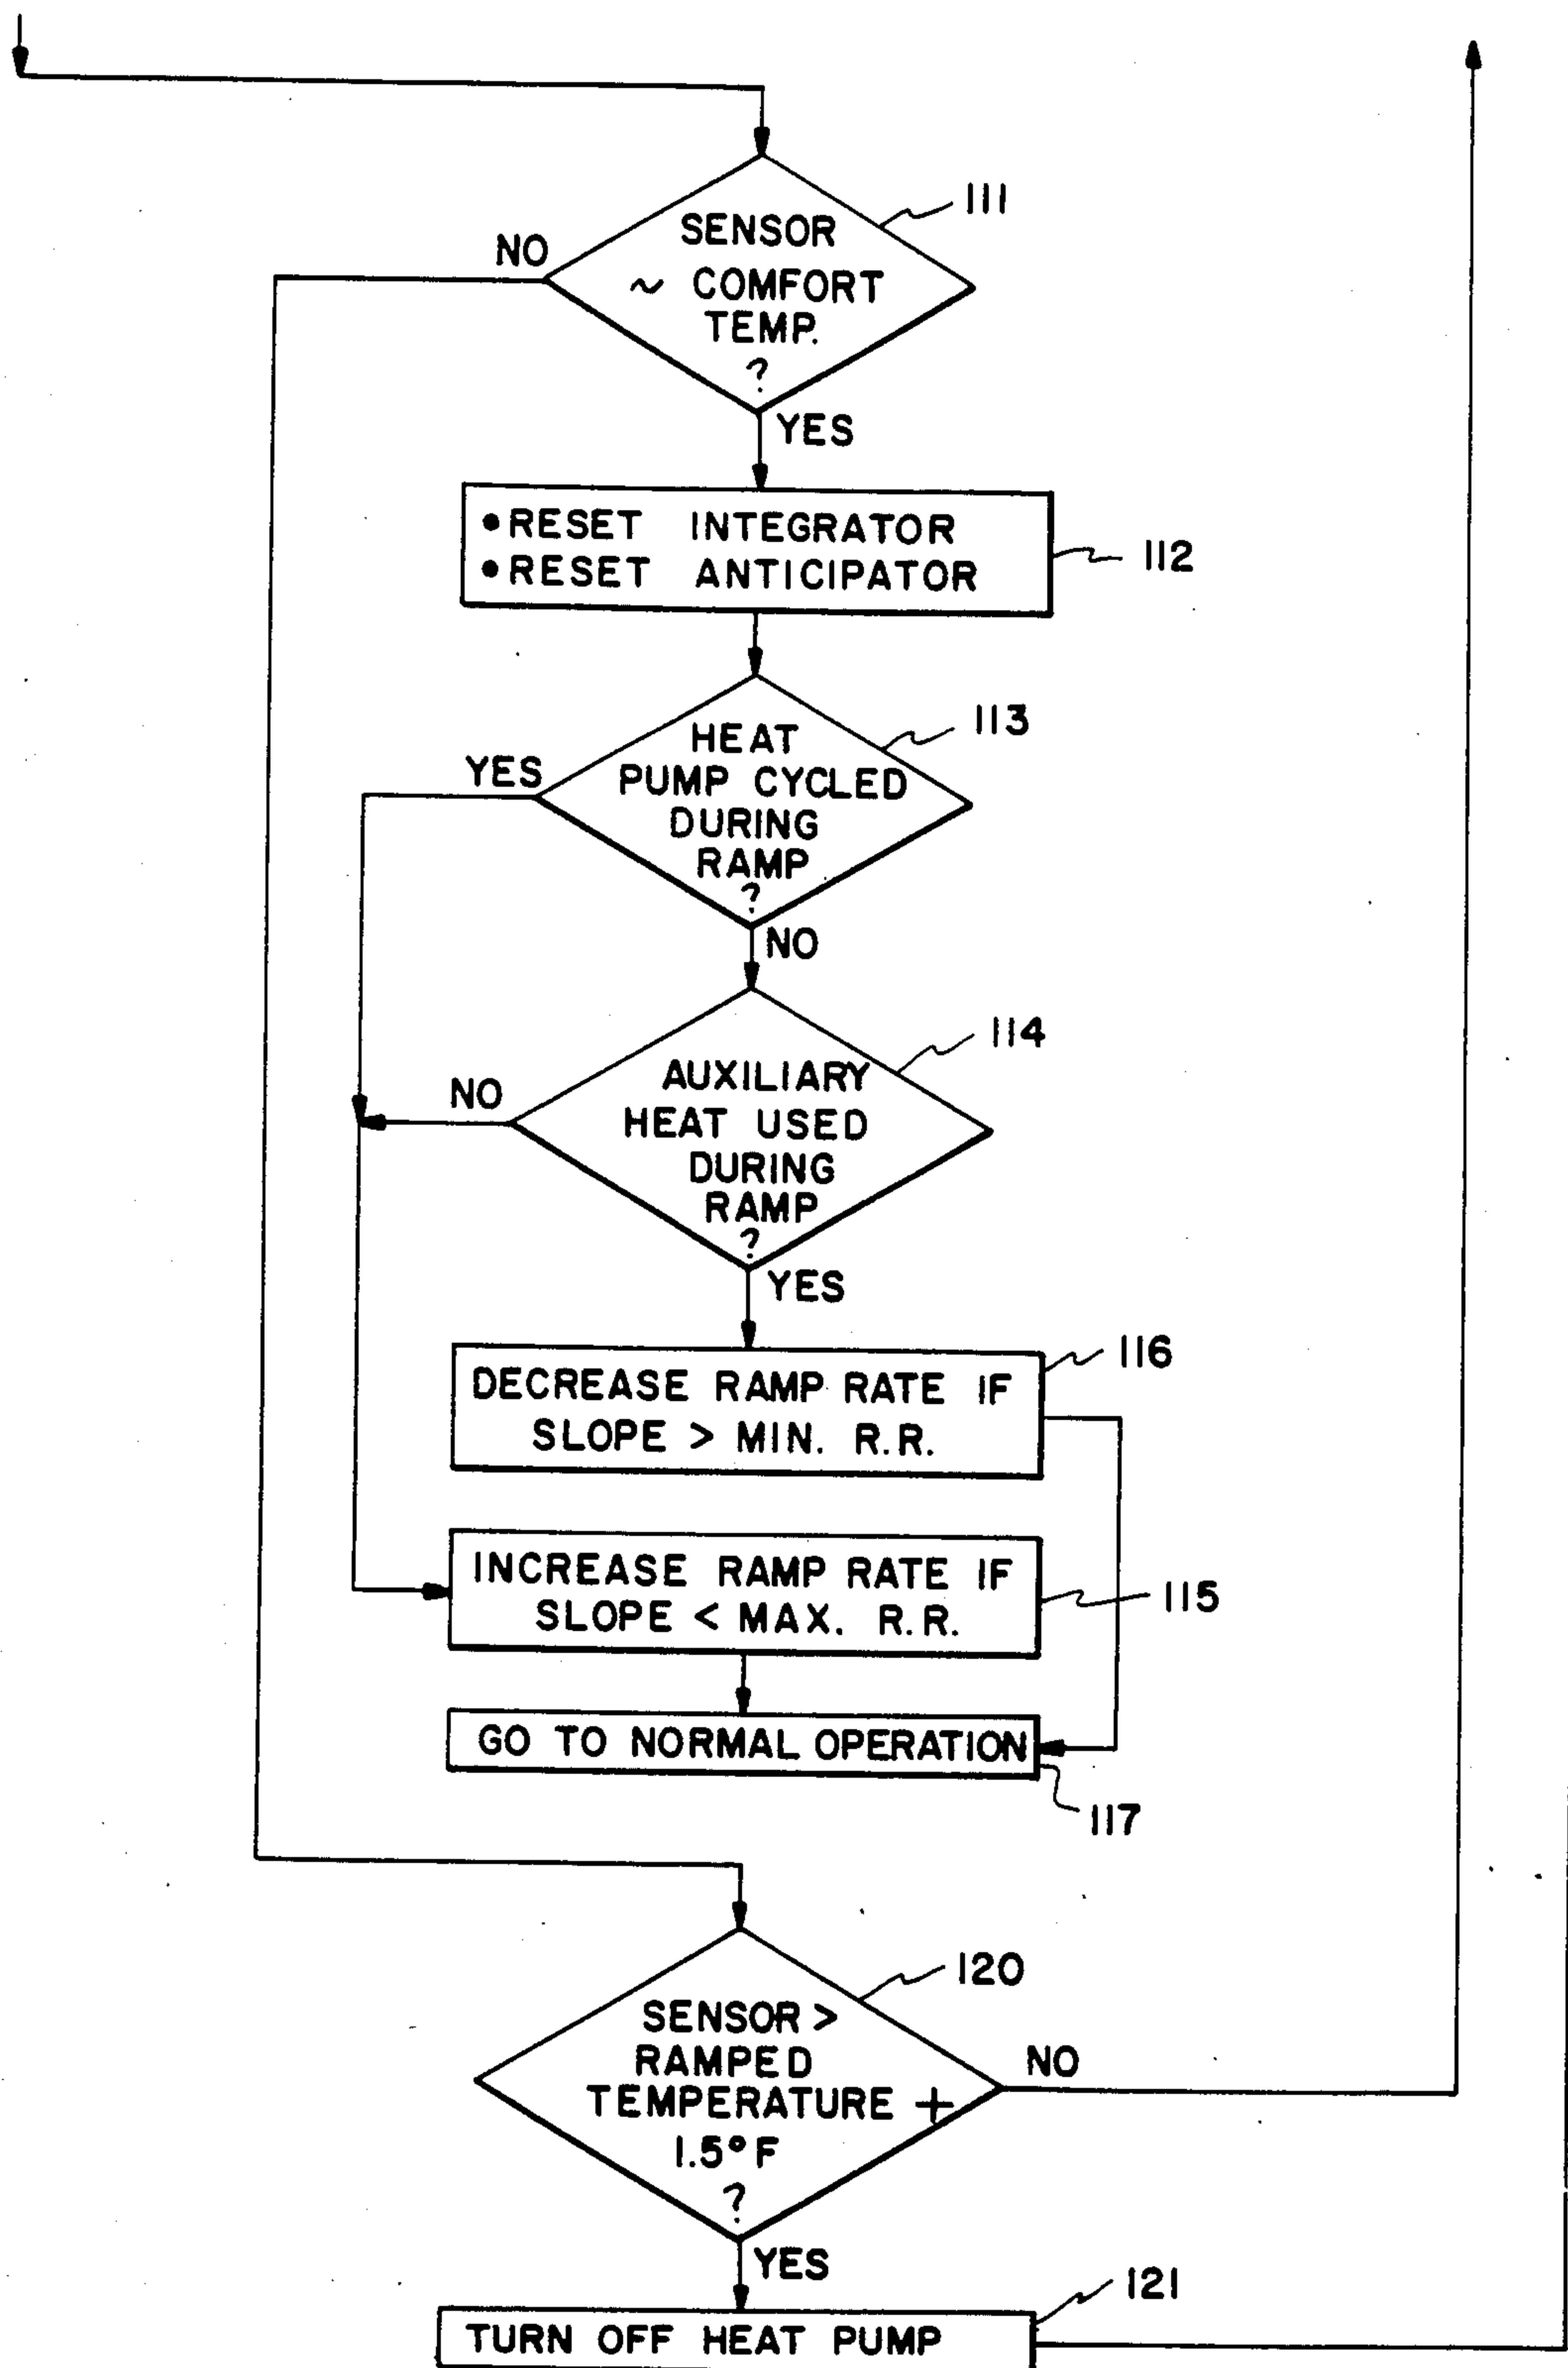 111
SENSOR
NO
~ COMFORT
TEMP.
?
YES
• RESET INTEGRATOR
• RESET ANTICIPATOR
112
113
HEAT
YES
PUMP CYCLED
DURING
RAMP
?
NO
114
AUXILIARY
NO
HEAT USED
DURING
RAMP
?
YES
116
DECREASE RAMP RATE IF
SLOPE > MIN. R.R.
INCREASE RAMP RATE IF
SLOPE < MAX. R.R.
115
GO TO NORMAL OPERATION
117
120
SENSOR >
RAMPED
NO
TEMPERATURE +
1.5°F
?
YES
121
TURN OFF HEAT PUMP